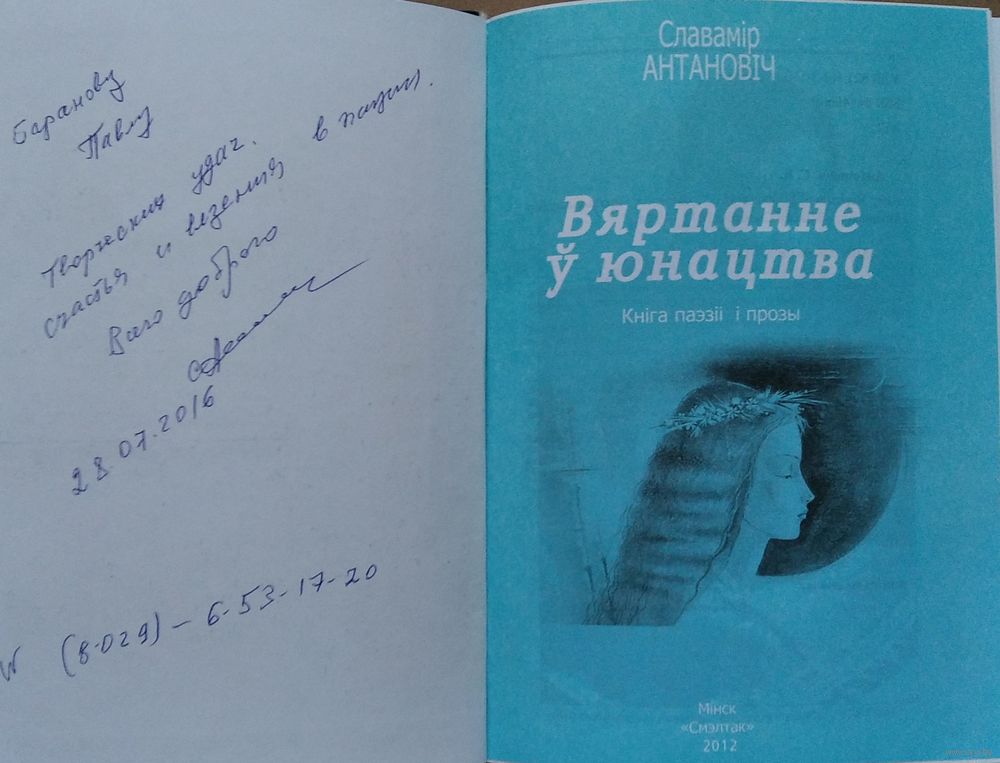 Баранову
Павлу
Творческих удач.
счастья и везения в жизни.
Всего доброго
28.07.2016
(8-029) – 6-53-17-20
Славамір
АНТАНОВІЧ
Вяртанне
ў юнацтва
Кніга паэзіі і прозы
Мінск
«Смэлтак»
2012